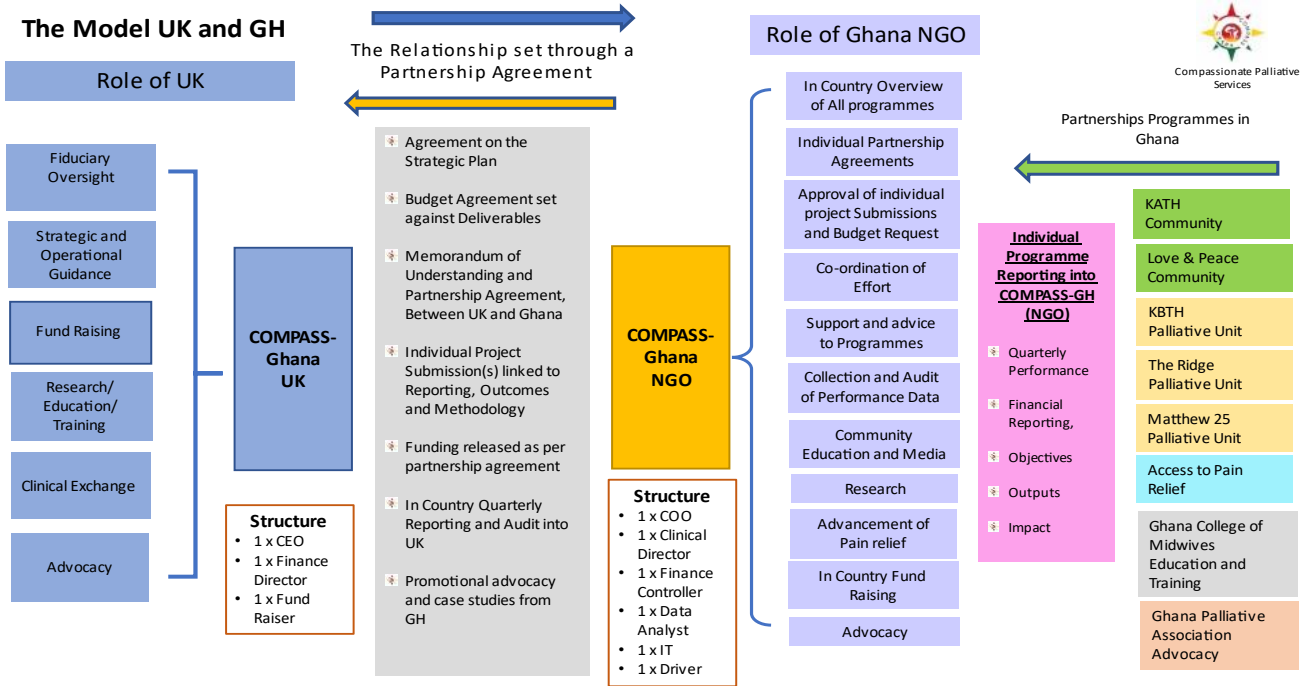 The Model UK and GH
Role of UK
Fiduciary
Oversight
Strategic and
Operational
Guidance
Fund Raising
Research/
Education/
Training
Clinical Exchange
Advocacy
COMPASS-
Ghana
UK
Structure
• 1 x CEO
• 1 x Finance
Director
• 1 x Fund
Raiser
The Relationship set through a
Partnership Agreement
Agreement on the
Strategic Plan
Budget Agreement set
against Deliverables
Memorandum of
Understanding and
Partnership Agreement,
Between UK and Ghana
Individual Project
Submission(s) linked to
Reporting, Outcomes
and Methodology
Funding released as per
partnership agreement
In Country Quarterly
Reporting and Audit into
UK
Promotional advocacy
and case studies from
GH
COMPASS-
Ghana
NGO
Structure
• 1 x COO
• 1 x Clinical
Director
• 1 x Finance
Controller
• 1 x Data
Analyst
• 1 x IT
• 1 x Driver
Role of Ghana NGO
In Country Overview
of All programmes
Individual Partnership
Agreements
Approval of individual
project Submissions
and Budget Request
Co-ordination of
Effort
Support and advice
to Programmes
Collection and Audit
of Performance Data
Community
Education and Media
Research
Advancement of
Pain relief
In Country Fund
Raising
Advocacy
Compassionate Palliative
Services
Partnerships Programmes in
Ghana
Individual
Programme
Reporting into
COMPASS-GH
(NGO)
Quarterly
Performance
Financial
Reporting,
Objectives
Outputs
Impact
KATH
Community
Love & Peace
Community
KBTH
Palliative Unit
The Ridge
Palliative Unit
Matthew 25
Palliative Unit
Access to Pain
Relief
Ghana College of
Midwives
Education and
Training
Ghana Palliative
Association
Advocacy